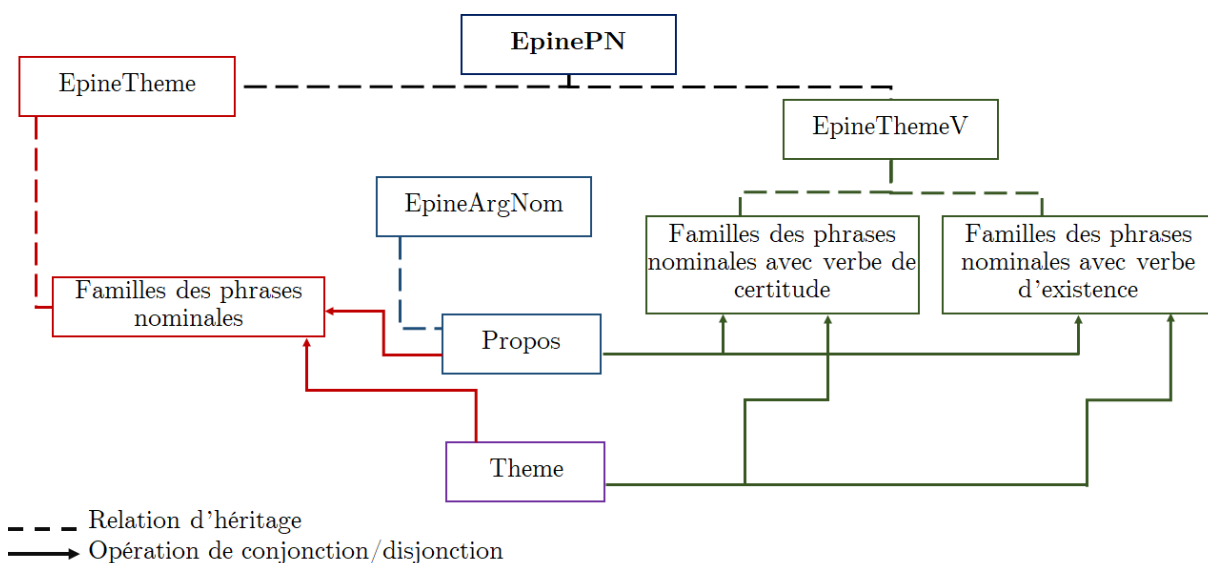 EpinePN
EpineTheme
EpineThemeV
EpineArgNom
Familles des phrases
nominales avec verbe de
certitude
Familles des phrases
nominales avec verbe
d'existence
Familles des phrases
nominales
Propos
Theme
Relation d'héritage
Opération de conjonction/disjonction